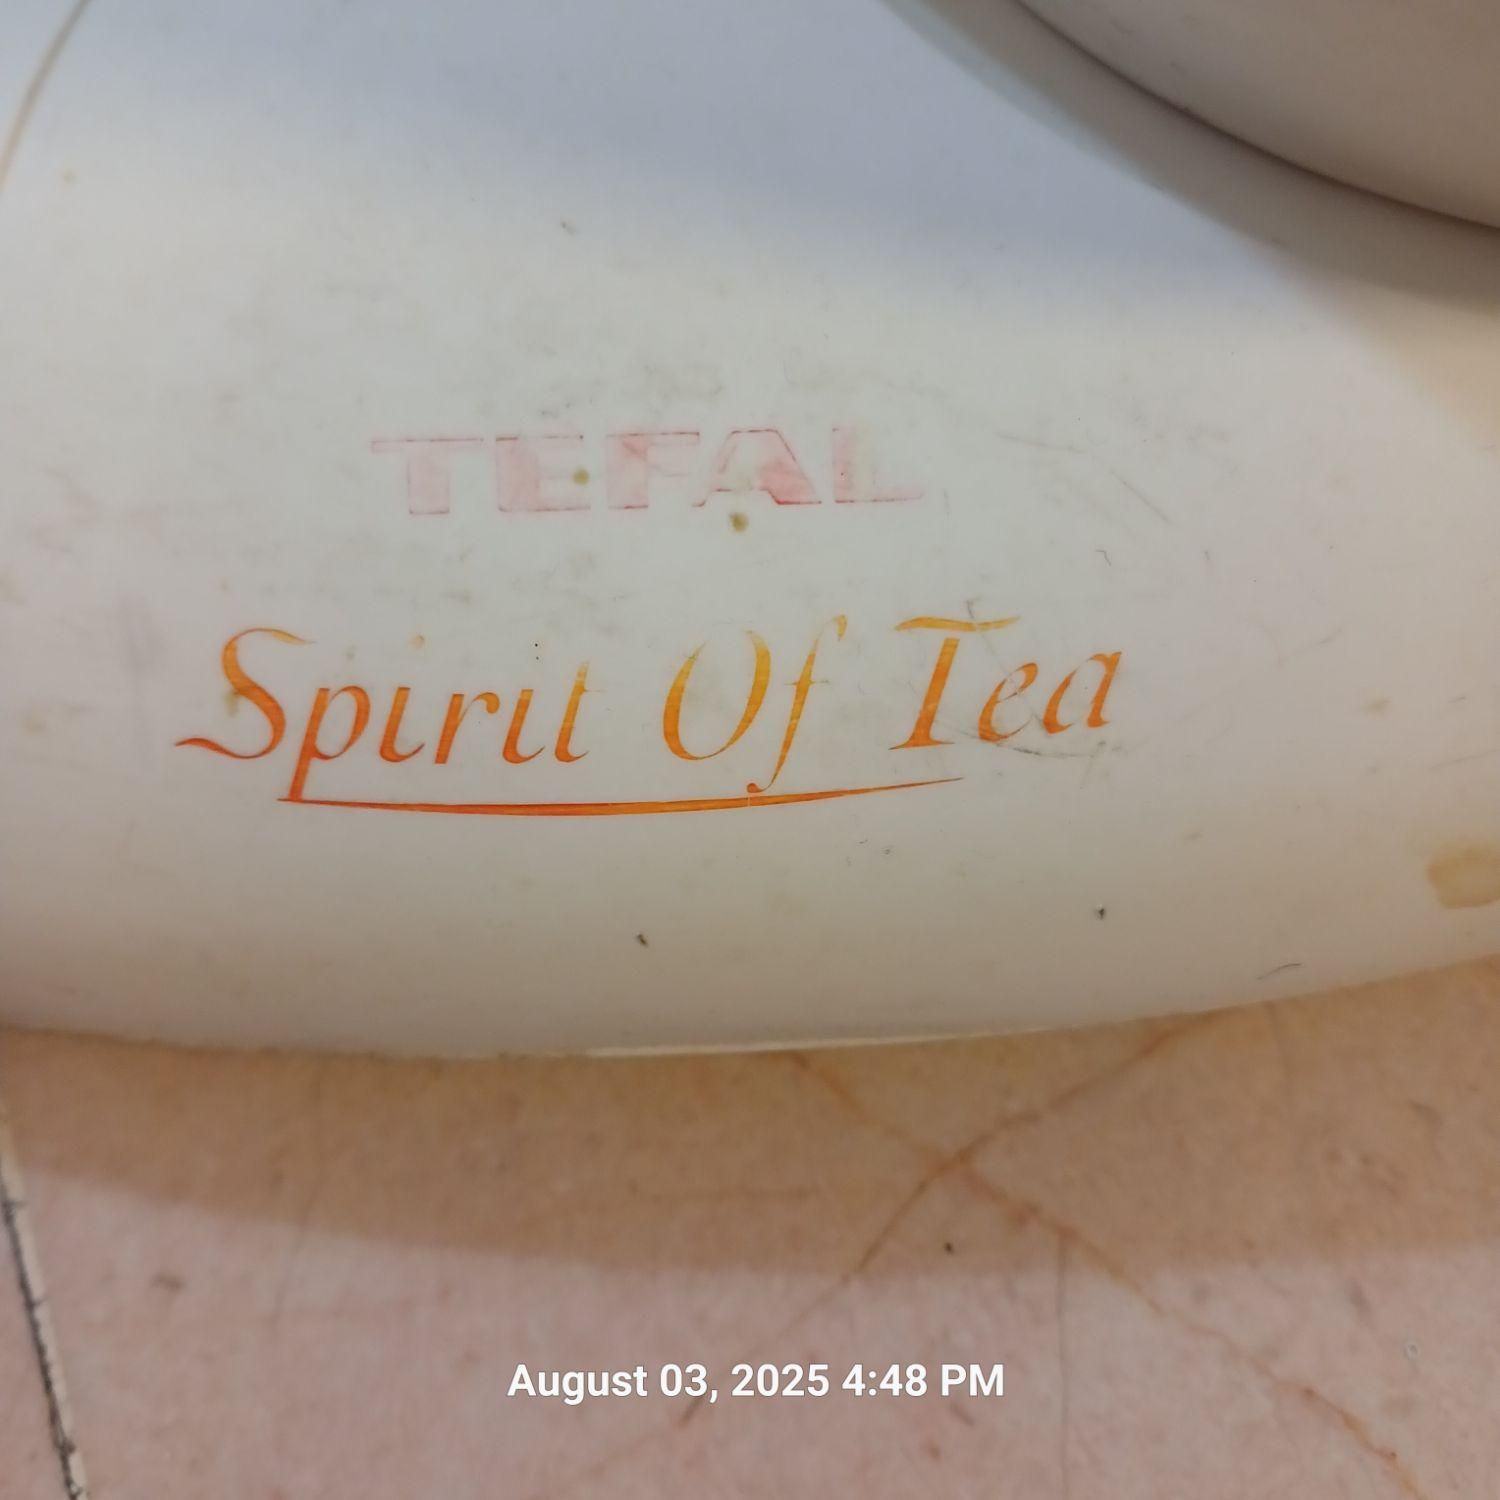 TEFAL
Spirit Of Tea
August 03, 2025 4:48 PM